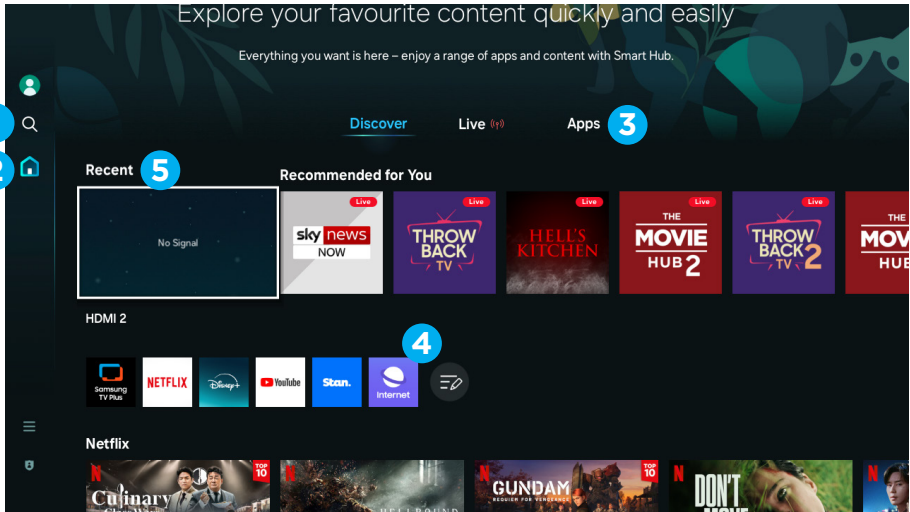 Explore your favourite content quickly and easily
Everything you want is here – enjoy a range of apps and content with Smart Hub.
Discover
Live
Apps
3
2
Recent
5
Recommended for You
No Signal
Live
sky news
NOW
Live
THROW
BACK
TV
Live
HELL'S
KITCHEN
Live
THE
MOVIE
HUB 2
Live
THROW
BACK
TV 2
THE
MOV
HUB
HDMI 2
4
Samsung
TV Plus
NETFLIX
Disney+
YouTube
Stan.
Internet
Netflix
N
Culinary
TOP
10
N
HELLBOUND
N
GUNDAM
REQUIEM FOR VENGEANCE
TOP
10
N
DON'T
MOVE
N